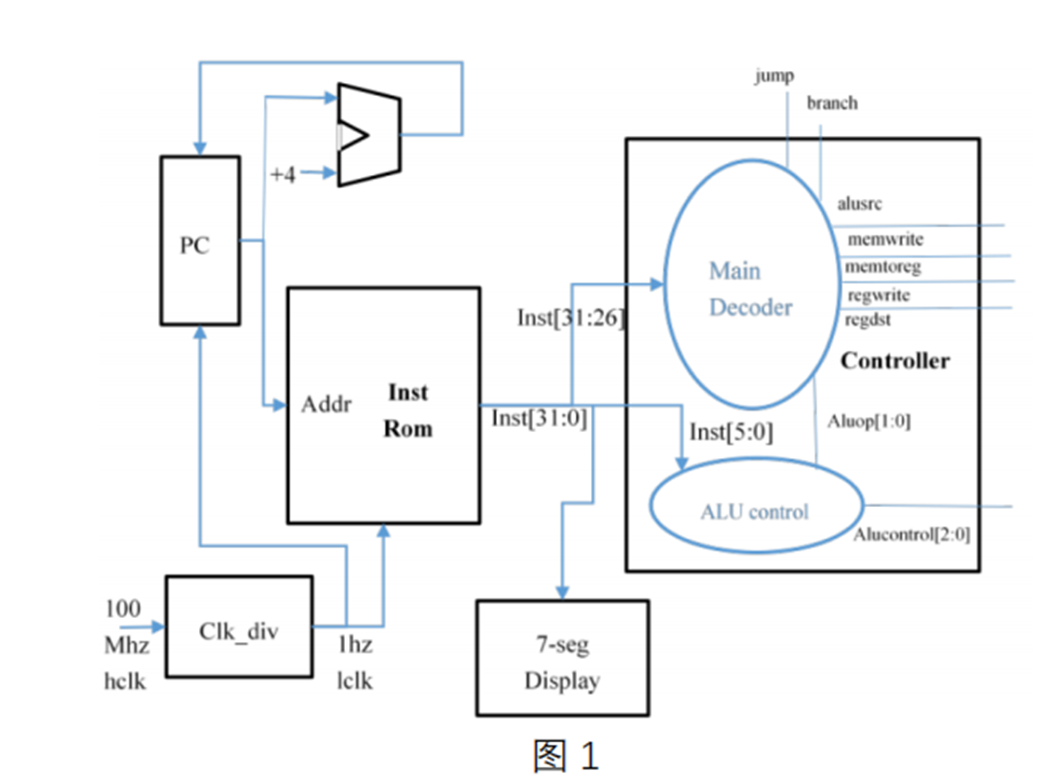 jump
branch
+4
PC
alusrc
memwrite
memtoreg
regwrite
regdst
Main
Decoder
Controller
Inst[31:26]
Addr
Inst
Rom
Inst[31:0]
Inst[5:0]
Aluop[1:0]
ALU control
Alucontrol[2:0]
100
Mhz
hclk
Clk_div
1hz
lclk
7-seg
Display
图 1